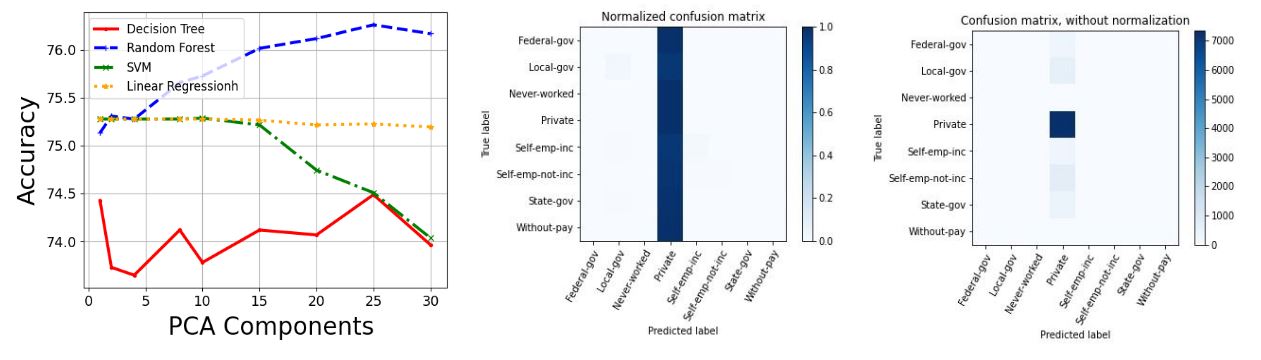 Decision Tree
Random Forest
SVM
Linear Regressionh
76.0
75.5
75.0
74.5
74.0
Accuracy
0 5 10 15 20 25 30
PCA Components
Normalized confusion matrix
Federal-gov
Local-gov
Never-worked
Private
Self-emp-inc
Self-emp-not-inc
State-gov
Without-pay
True label
Federal-gov
Local-gov
Never-worked
Private
Self-emp-inc
Self-emp-not-inc
State-gov
Without-pay
Predicted label
1.0
0.8
0.6
0.4
0.2
0.0
Confusion matrix, without normalization
Federal-gov
Local-gov
Never-worked
Private
Self-emp-inc
Self-emp-not-inc
State-gov
Without-pay
True label
Federal-gov
Local-gov
Never-worked
Private
Self-emp-inc
Self-emp-not-inc
State-gov
Without-pay
Predicted label
7000
6000
5000
4000
3000
2000
1000
0